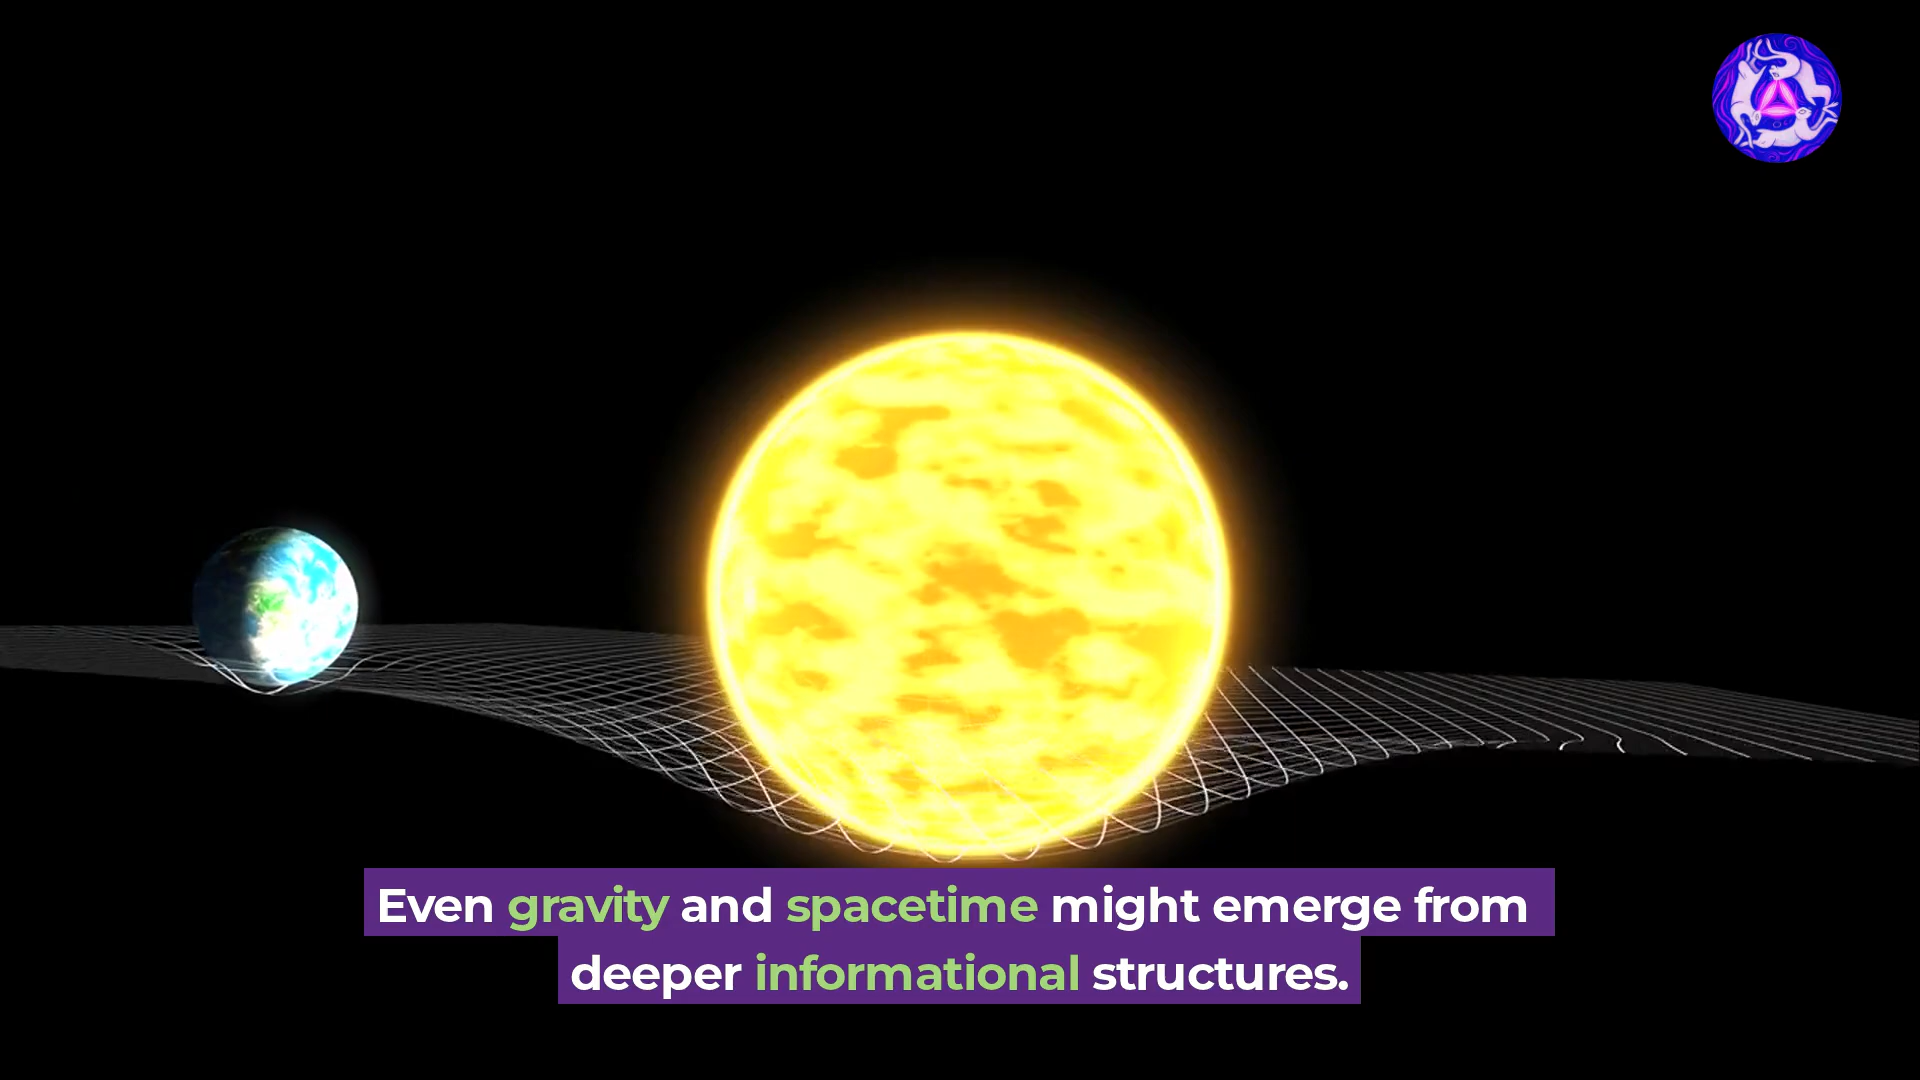 Even gravity and spacetime might emerge from
deeper informational structures.